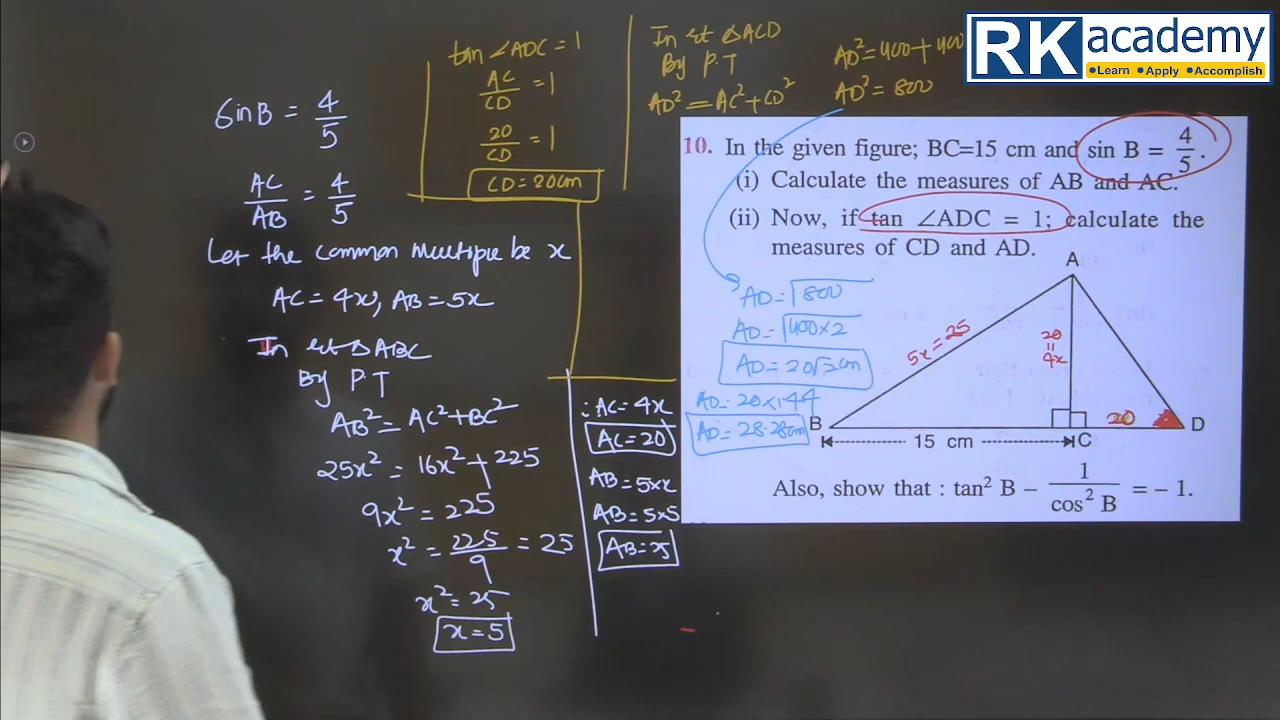 RK academy
•Learn •Apply •Accomplish
Sin B = 4/5
AC/AB = 4/5
Let the common multiple be x
AC = 4x, AB = 5x
In rt △ABC
By P.T
AB² = AC² + BC²
25x² = 16x² + 225
9x² = 225
x² = 225/9 = 25
x² = 25
x = 5
∴ AC = 4x
AC = 20
AB = 5×x
AB = 5×5
AB = 25
tan ∠ADC = 1
AC/CD = 1
20/CD = 1
CD = 20cm
In rt △ACD
By P.T
AD² = AC² + CD²
AD² = 400 + 400
AD² = 800
10. In the given figure; BC=15 cm and sin B = 4/5.
(i) Calculate the measures of AB and AC.
(ii) Now, if tan ∠ADC = 1; calculate the
measures of CD and AD.
AD = √800
AD = √400×2
AD = 20√2cm
AD = 20×1.44
AD = 28.28cm
A
5x = 25
20
=
4x
B
20
D
15 cm
C
Also, show that : tan² B − 1/cos² B = − 1.